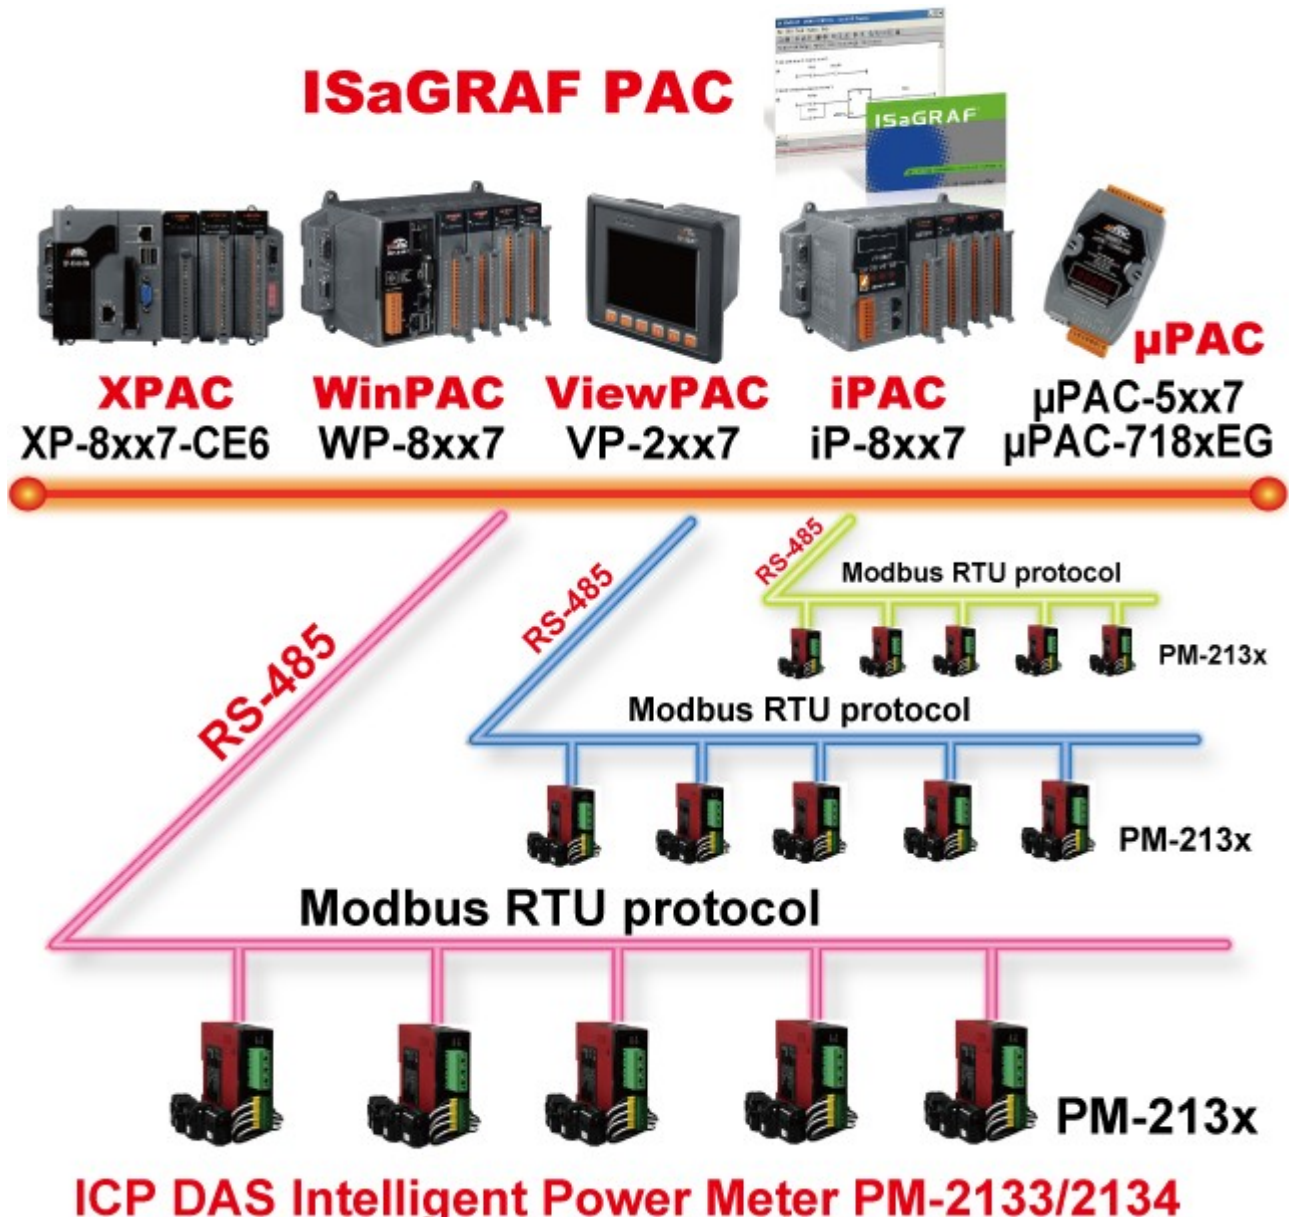 ISaGRAF PAC
ISaGRAF
XPAC
XP-8xx7-CE6
WinPAC
WP-8xx7
ViewPAC
VP-2xx7
iPAC
iP-8xx7
µPAC
µPAC-5xx7
µPAC-718xEG
RS-485
RS-485
RS-485
Modbus RTU protocol
PM-213x
Modbus RTU protocol
PM-213x
Modbus RTU protocol
PM-213x
ICP DAS Intelligent Power Meter PM-2133/2134